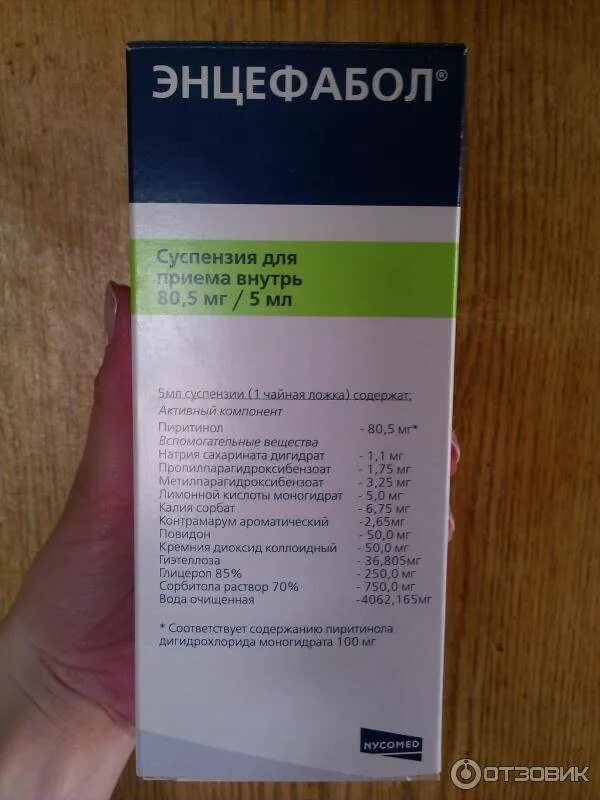 ЭНЦЕФАБОЛ®
Суспензия для
приема внутрь
80,5 мг / 5 мл
5мл суспензии (1 чайная ложка) содержат:
Активный компонент
Пиритинол - 80,5 мг*
Вспомогательные вещества
Натрия сахарината дигидрат - 1,1 мг
Пропилпарагидроксибензоат - 1,75 мг
Метилпарагидроксибензоат - 3,25 мг
Лимонной кислоты моногидрат - 5,0 мг
Калия сорбат - 6,75 мг
Контрамарум ароматический -2,65мг
Повидон - 50,0 мг
Кремния диоксид коллоидный - 50,0 мг
Гиэтеллоза - 36,805мг
Глицерол 85% - 250,0 мг
Сорбитола раствор 70% - 750,0 мг
Вода очищенная -4062,165мг
* Соответствует содержанию пиритинола
дигидрохлорида моногидрата 100 мг
NYCOMED
ОТЗОВИК